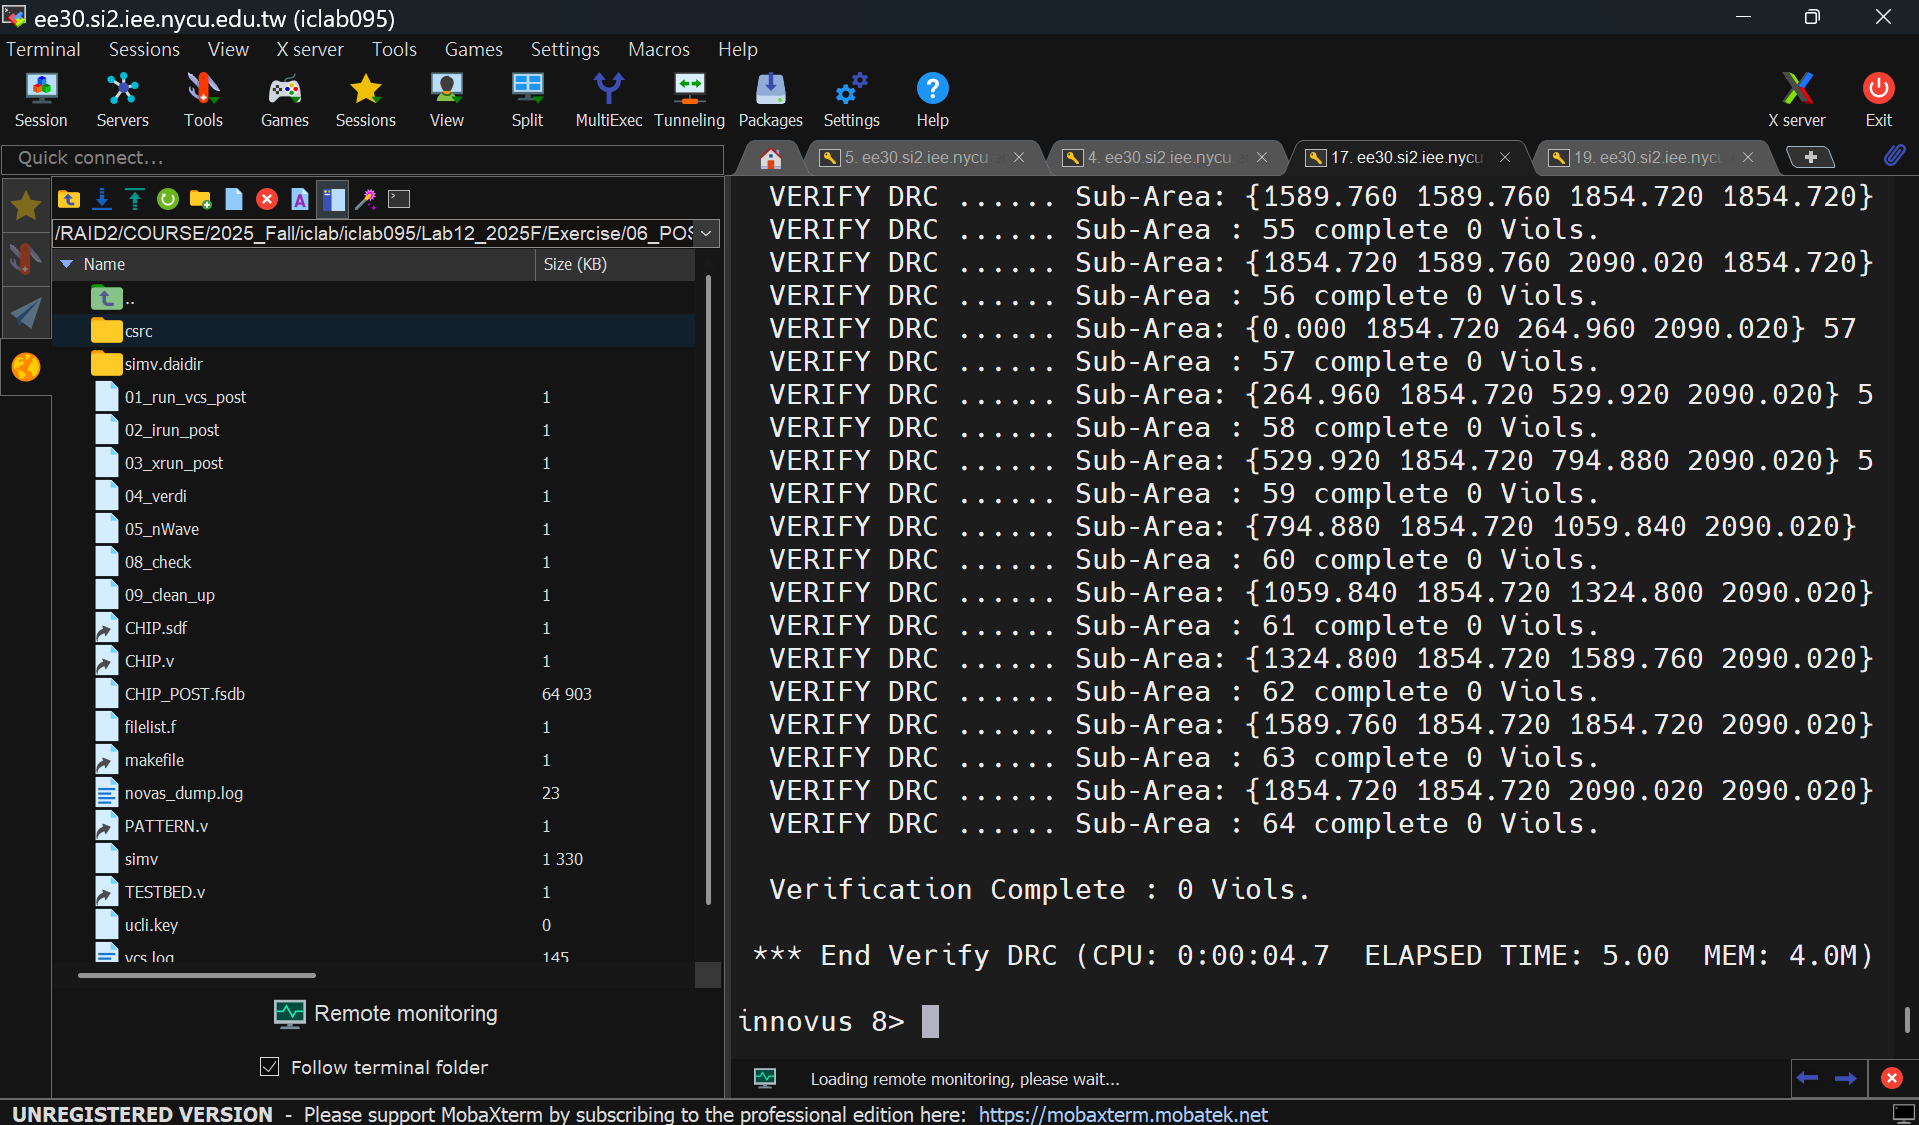 ee30.si2.iee.nycu.edu.tw (iclab095)
Terminal Sessions View X server Tools Games Settings Macros Help
Session Servers Tools Games Sessions View Split MultiExec Tunneling Packages Settings Help X server Exit
Quick connect...
5. ee30.si2.iee.nycu 4. ee30.si2.iee.nycu 17. ee30.si2.iee.nycu 19. ee30.si2.iee.nyc
/RAID2/COURSE/2025_Fall/iclab/iclab095/Lab12_2025F/Exercise/06_POS
Name Size (KB)
..
csrc
simv.daidir
01_run_vcs_post 1
02_irun_post 1
03_xrun_post 1
04_verdi 1
05_nWave 1
08_check 1
09_clean_up 1
CHIP.sdf 1
CHIP.v 1
CHIP_POST.fsdb 64 903
filelist.f 1
makefile 1
novas_dump.log 23
PATTERN.v 1
simv 1 330
TESTBED.v 1
ucli.key 0
vcs.log 145
Remote monitoring
Follow terminal folder
VERIFY DRC ...... Sub-Area: {1589.760 1589.760 1854.720 1854.720}
VERIFY DRC ...... Sub-Area : 55 complete 0 Viols.
VERIFY DRC ...... Sub-Area: {1854.720 1589.760 2090.020 1854.720}
VERIFY DRC ...... Sub-Area : 56 complete 0 Viols.
VERIFY DRC ...... Sub-Area: {0.000 1854.720 264.960 2090.020} 57
VERIFY DRC ...... Sub-Area : 57 complete 0 Viols.
VERIFY DRC ...... Sub-Area: {264.960 1854.720 529.920 2090.020} 5
VERIFY DRC ...... Sub-Area : 58 complete 0 Viols.
VERIFY DRC ...... Sub-Area: {529.920 1854.720 794.880 2090.020} 5
VERIFY DRC ...... Sub-Area : 59 complete 0 Viols.
VERIFY DRC ...... Sub-Area: {794.880 1854.720 1059.840 2090.020}
VERIFY DRC ...... Sub-Area : 60 complete 0 Viols.
VERIFY DRC ...... Sub-Area: {1059.840 1854.720 1324.800 2090.020}
VERIFY DRC ...... Sub-Area : 61 complete 0 Viols.
VERIFY DRC ...... Sub-Area: {1324.800 1854.720 1589.760 2090.020}
VERIFY DRC ...... Sub-Area : 62 complete 0 Viols.
VERIFY DRC ...... Sub-Area: {1589.760 1854.720 1854.720 2090.020}
VERIFY DRC ...... Sub-Area : 63 complete 0 Viols.
VERIFY DRC ...... Sub-Area: {1854.720 1854.720 2090.020 2090.020}
VERIFY DRC ...... Sub-Area : 64 complete 0 Viols.
Verification Complete : 0 Viols.
*** End Verify DRC (CPU: 0:00:04.7 ELAPSED TIME: 5.00 MEM: 4.0M)
innovus 8>
Loading remote monitoring, please wait...
UNREGISTERED VERSION - Please support MobaXterm by subscribing to the professional edition here: https://mobaxterm.mobatek.net